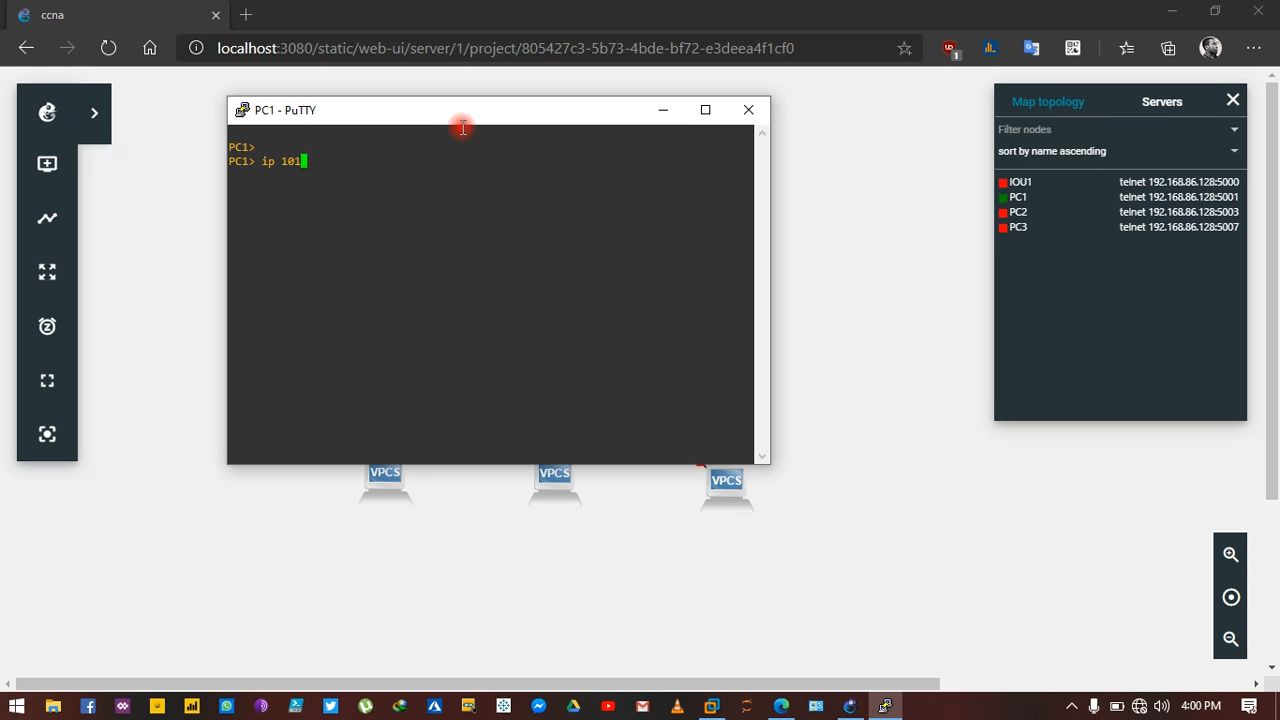 ccna
localhost:3080/static/web-ui/server/1/project/805427c3-5b73-4bde-bf72-e3deea4f1cf0
1
PC1 - PuTTY
PC1>
PC1> ip 101
Map topology Servers
Filter nodes
sort by name ascending
IOU1 telnet 192.168.86.128:5000
PC1 telnet 192.168.86.128:5001
PC2 telnet 192.168.86.128:5003
PC3 telnet 192.168.86.128:5007
VPCS VPCS VPCS
4:00 PM